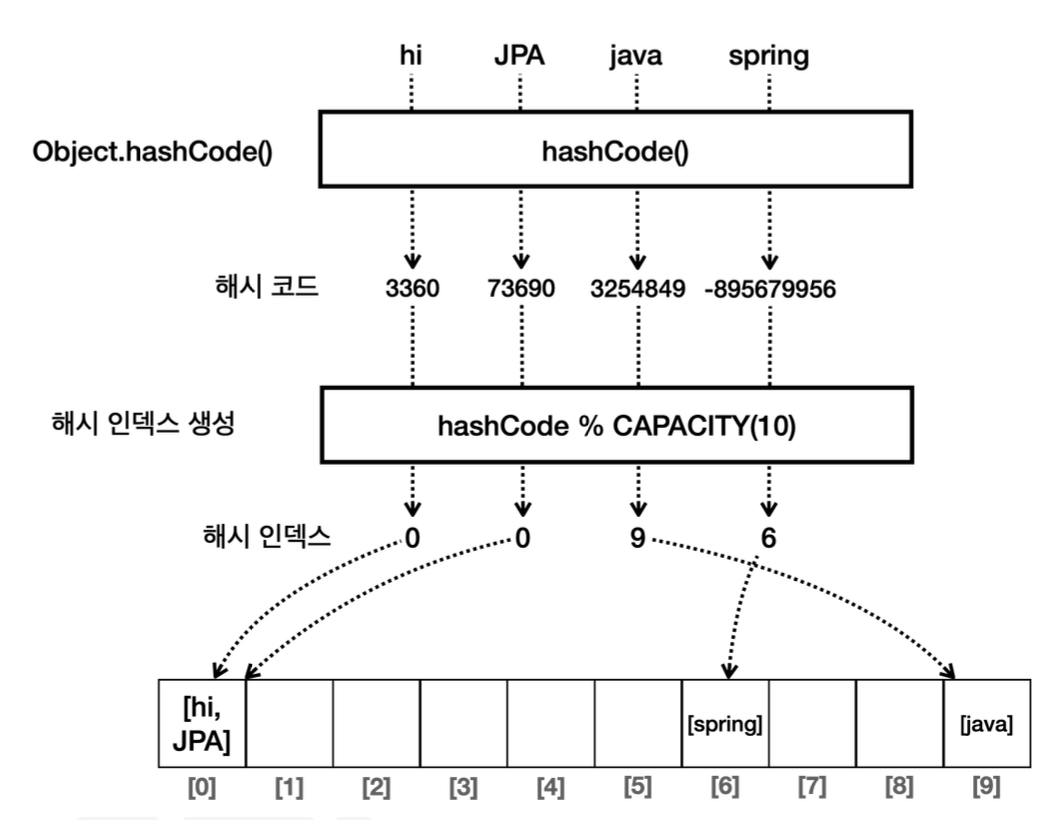 hi JPA java spring
Object.hashCode() hashCode()
해시 코드 3360 73690 3254849 -895679956
해시 인덱스 생성 hashCode % CAPACITY(10)
해시 인덱스 0 0 9 6
[hi,
JPA] [spring] [java]
[0] [1] [2] [3] [4] [5] [6] [7] [8] [9]